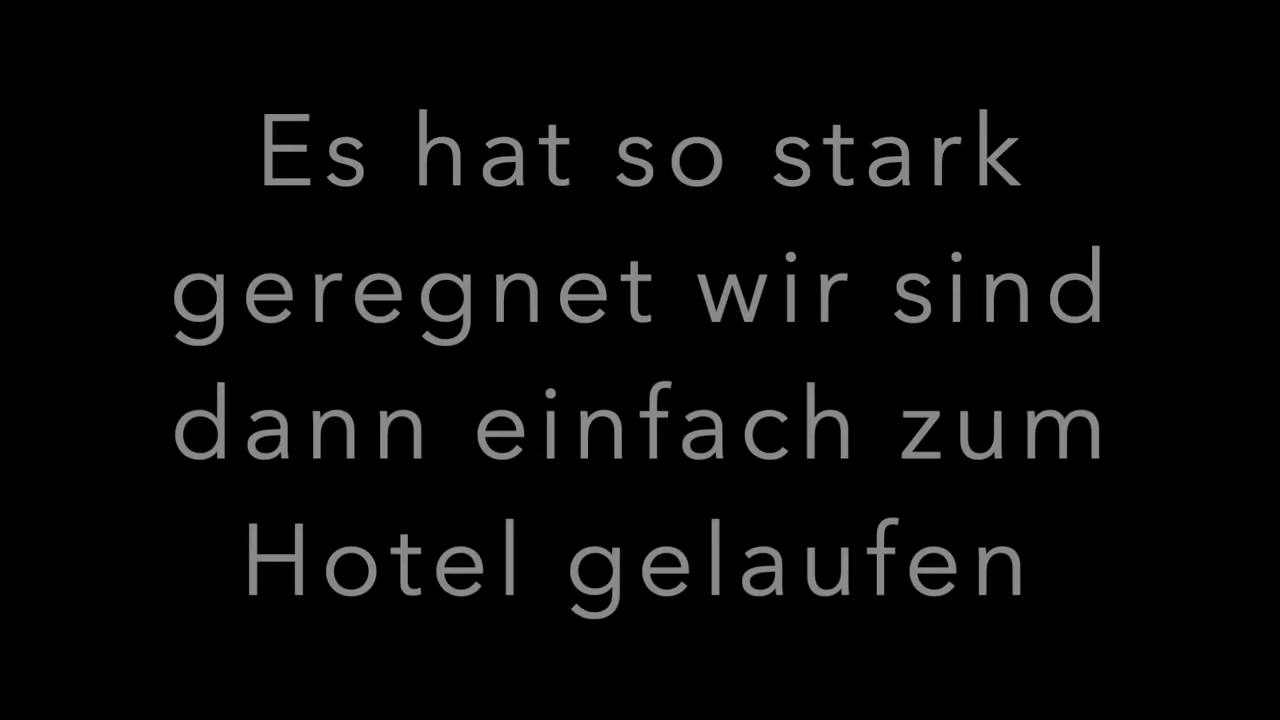 Es hat so stark
geregnet wir sind
dann einfach zum
Hotel gelaufen